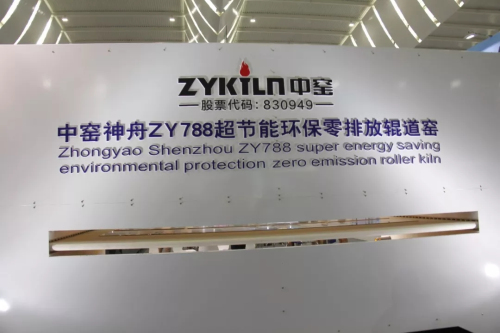 ZYKiLn中窑
股票代码:830949
中窑神舟ZY788超节能环保零排放辊道窑
Zhongyao Shenzhou ZY788 super energy saving
environmental protection zero emission roller kiln